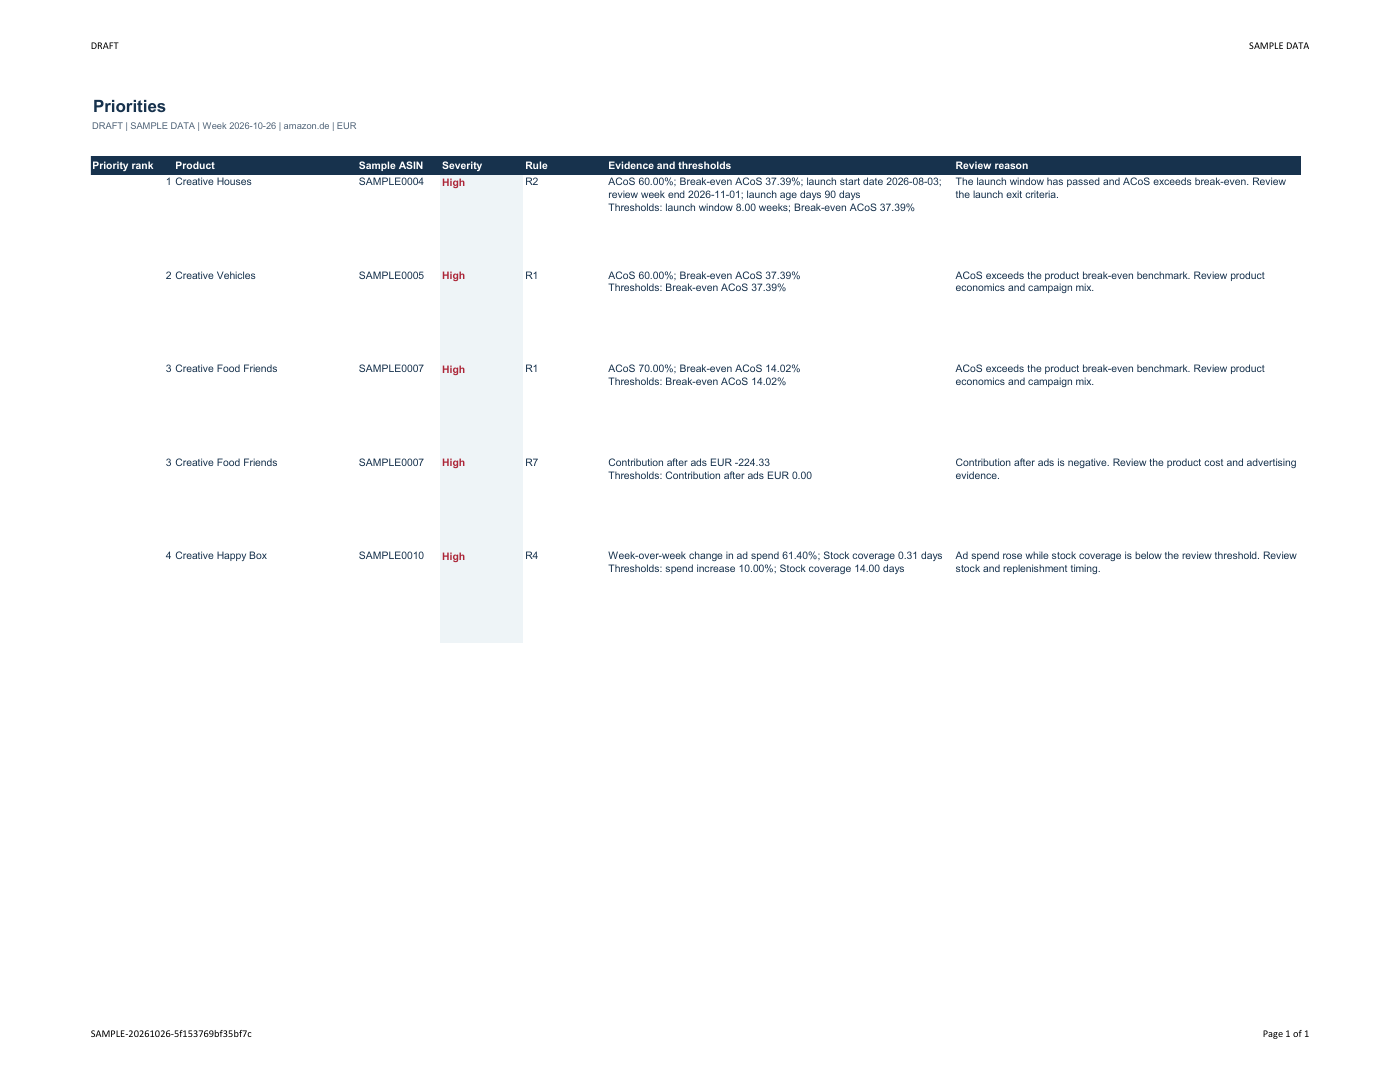 DRAFT SAMPLE DATA
Priorities
DRAFT | SAMPLE DATA | Week 2026-10-26 | amazon.de | EUR
Priority rank Product Sample ASIN Severity Rule Evidence and thresholds Review reason
1 Creative Houses SAMPLE0004 High R2 ACoS 60.00%; Break-even ACoS 37.39%; launch start date 2026-08-03; The launch window has passed and ACoS exceeds break-even. Review
review week end 2026-11-01; launch age days 90 days the launch exit criteria.
Thresholds: launch window 8.00 weeks; Break-even ACoS 37.39%
2 Creative Vehicles SAMPLE0005 High R1 ACoS 60.00%; Break-even ACoS 37.39% ACoS exceeds the product break-even benchmark. Review product
Thresholds: Break-even ACoS 37.39% economics and campaign mix.
3 Creative Food Friends SAMPLE0007 High R1 ACoS 70.00%; Break-even ACoS 14.02% ACoS exceeds the product break-even benchmark. Review product
Thresholds: Break-even ACoS 14.02% economics and campaign mix.
3 Creative Food Friends SAMPLE0007 High R7 Contribution after ads EUR -224.33 Contribution after ads is negative. Review the product cost and advertising
Thresholds: Contribution after ads EUR 0.00 evidence.
4 Creative Happy Box SAMPLE0010 High R4 Week-over-week change in ad spend 61.40%; Stock coverage 0.31 days Ad spend rose while stock coverage is below the review threshold. Review
Thresholds: spend increase 10.00%; Stock coverage 14.00 days stock and replenishment timing.
SAMPLE-20261026-5f153769bf35bf7c Page 1 of 1